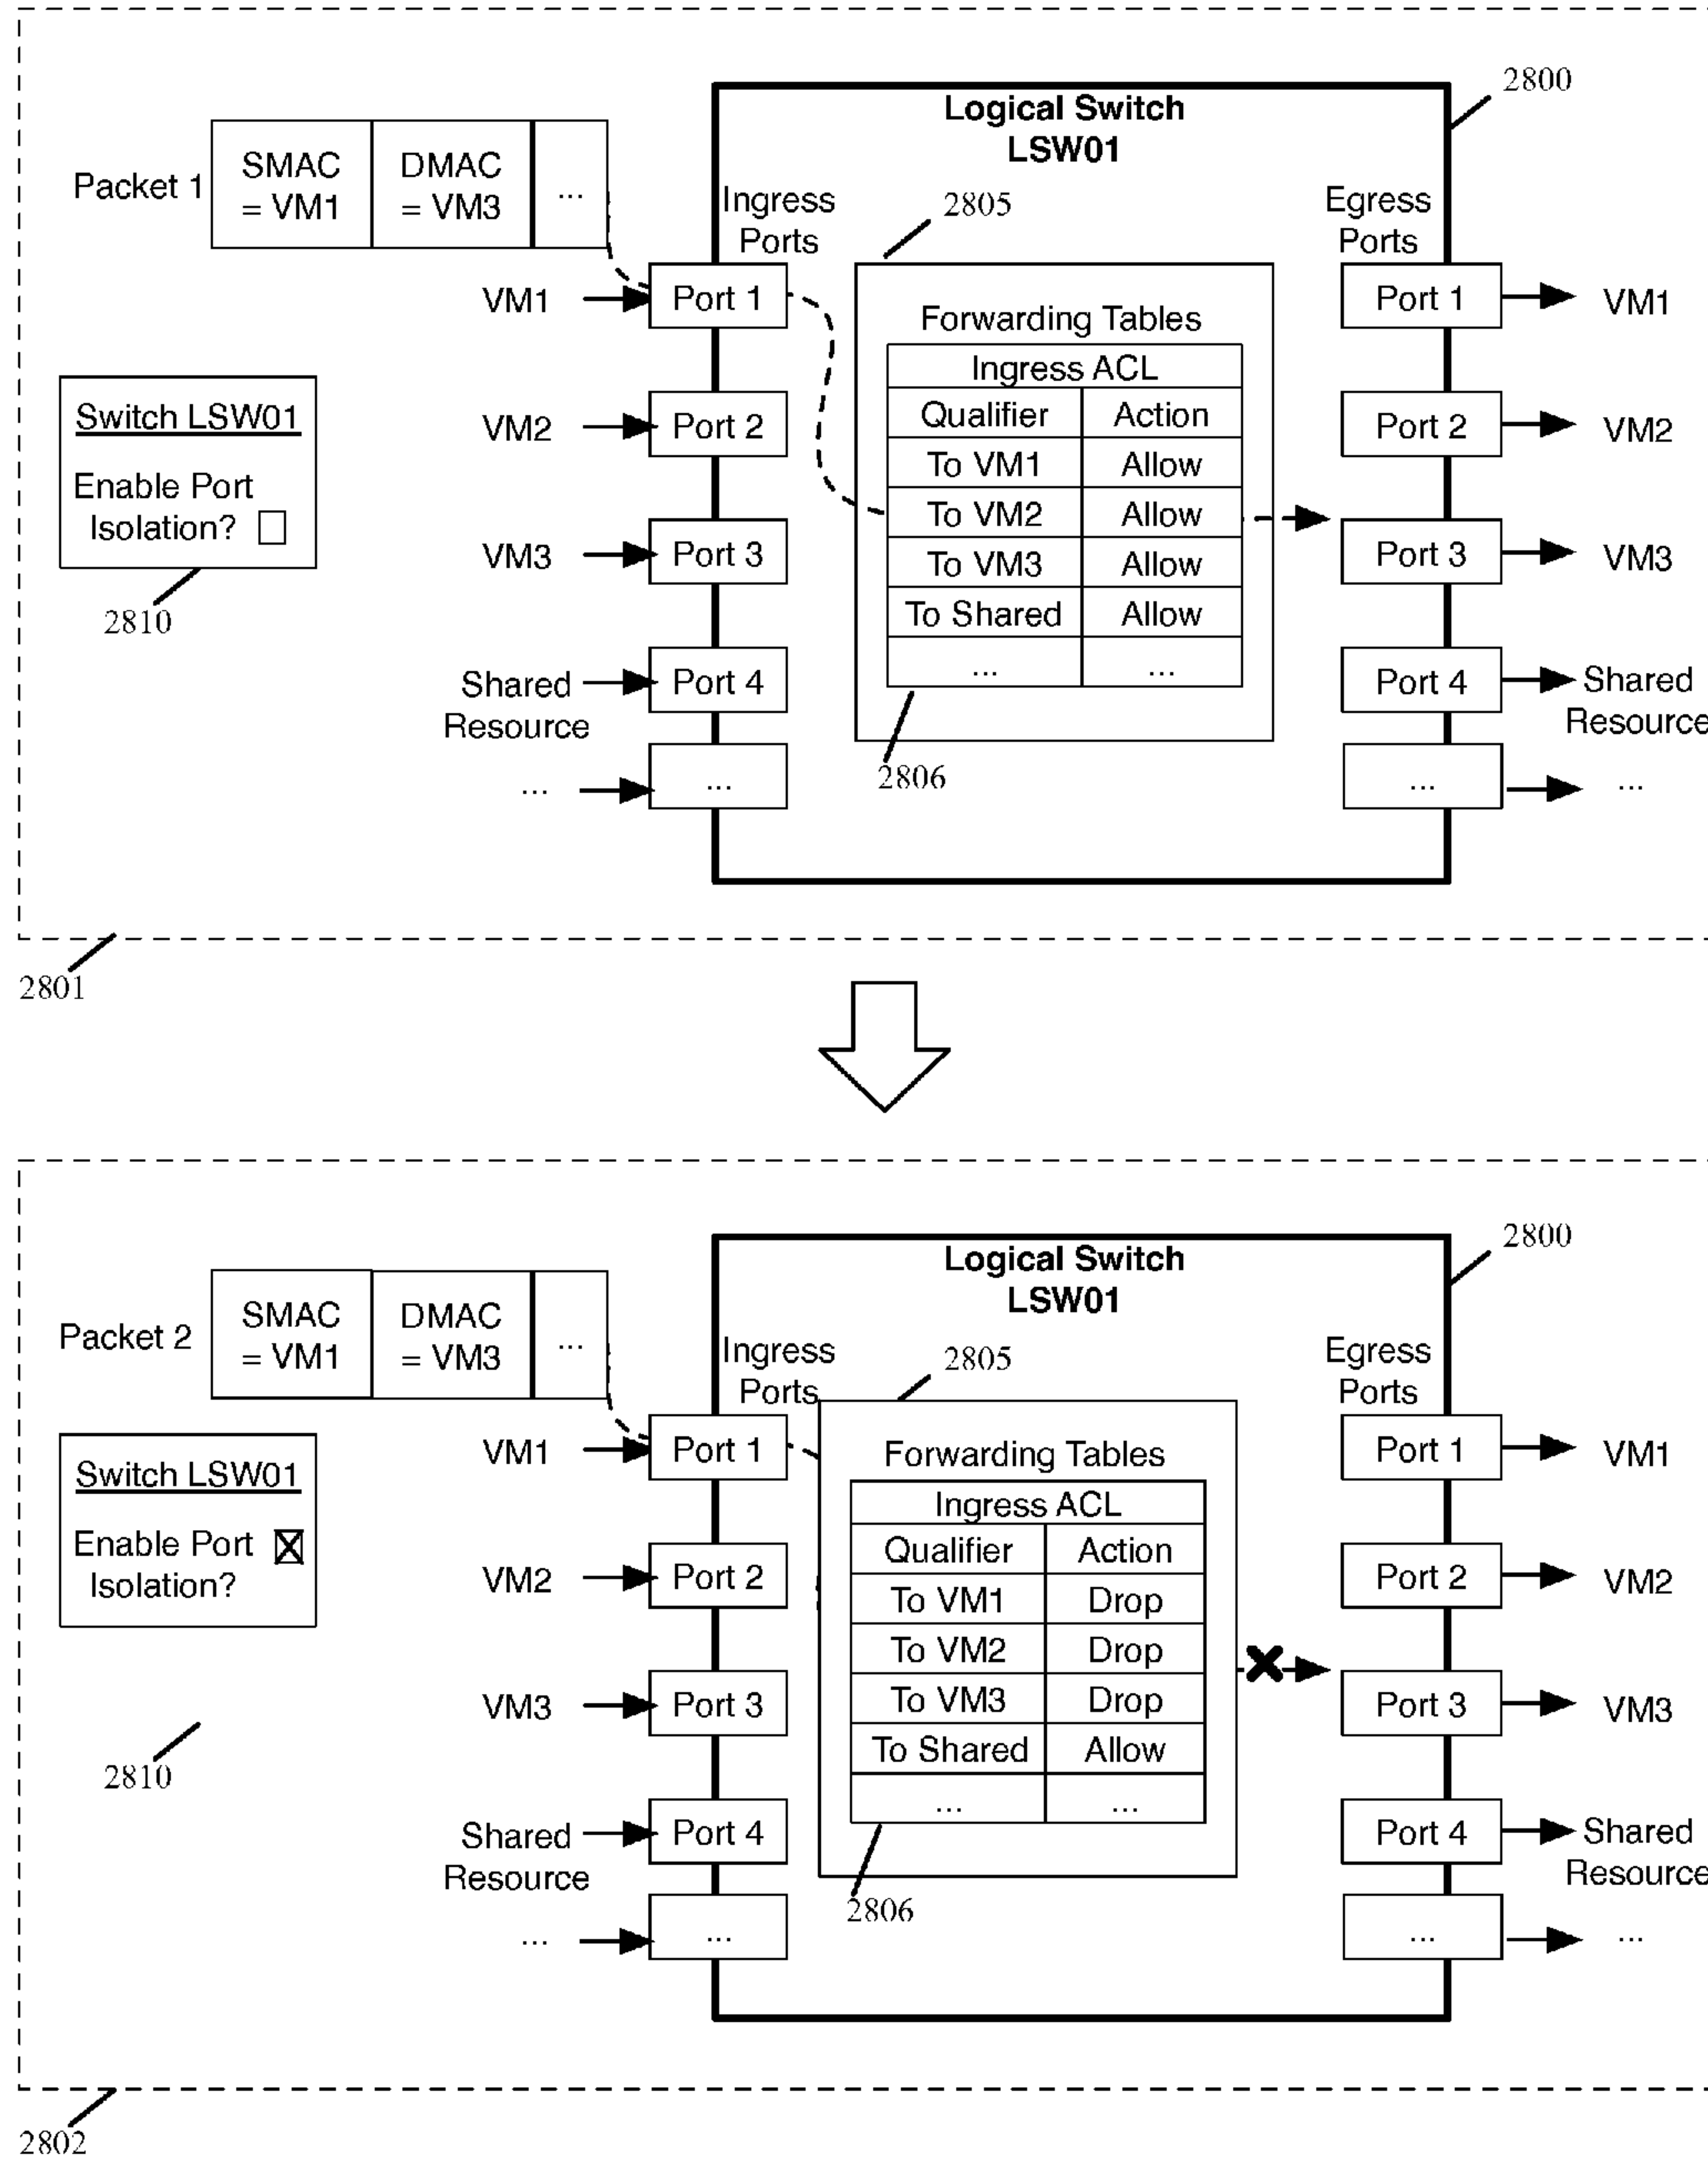 2800
Logical Switch
LSW01
Packet 1
SMAC
= VM1
DMAC
= VM3
...
Ingress
Ports
2805
Egress
Ports
VM1
Port 1
Port 1
VM1
Forwarding Tables
Ingress ACL
Qualifier
Action
To VM1
Allow
To VM2
Allow
To VM3
Allow
To Shared
Allow
...
...
Switch LSW01
Enable Port
Isolation?
2810
VM2
Port 2
Port 2
VM2
VM3
Port 3
Port 3
VM3
Shared
Resource
Port 4
Port 4
Shared
Resource
2806
...
...
...
...
2801
2800
Logical Switch
LSW01
Packet 2
SMAC
= VM1
DMAC
= VM3
...
Ingress
Ports
2805
Egress
Ports
VM1
Port 1
Port 1
VM1
Forwarding Tables
Ingress ACL
Qualifier
Action
To VM1
Drop
To VM2
Drop
To VM3
Drop
To Shared
Allow
...
...
Switch LSW01
Enable Port
Isolation?
2810
VM2
Port 2
Port 2
VM2
VM3
Port 3
Port 3
VM3
Shared
Resource
Port 4
Port 4
Shared
Resource
2806
...
...
...
...
2802